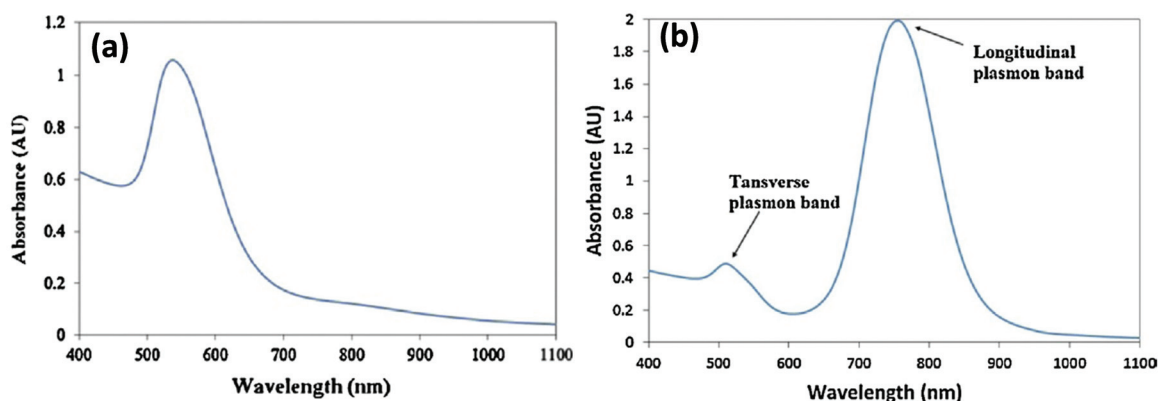 (a)
1.2
1
0.8
0.6
0.4
0.2
0
400 500 600 700 800 900 1000 1100
Absorbance (AU)
Wavelength (nm)
(b)
2
1.8
1.6
1.4
1.2
1
0.8
0.6
0.4
0.2
0
400 500 600 700 800 900 1000 1100
Absorbance (AU)
Wavelength (nm)
Longitudinal
plasmon band
Tansverse
plasmon band